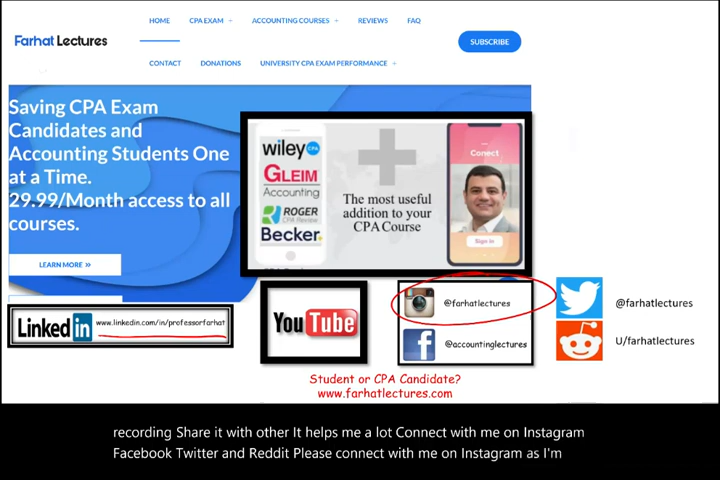 HOME
CPA EXAM +
ACCOUNTING COURSES +
REVIEWS
FAQ
Farhat Lectures
SUBSCRIBE
CONTACT
DONATIONS
UNIVERSITY CPA EXAM PERFORMANCE +
Saving CPA Exam
Candidates and
Accounting Students One
at a Time.
29.99/Month access to all
courses.
LEARN MORE »
wiley CPA
GLEIM
Accounting
ROGER
CPA Review
Becker
The most useful
addition to your
CPA Course
Conect
Sign in
Linked in
www.linkedin.com/in/professorfarhat
YouTube
@farhatlectures
@accountinglectures
@farhatlectures
U/farhatlectures
Student or CPA Candidate?
www.farhatlectures.com
recording Share it with other It helps me a lot Connect with me on Instagram
Facebook Twitter and Reddit Please connect with me on Instagram as I'm